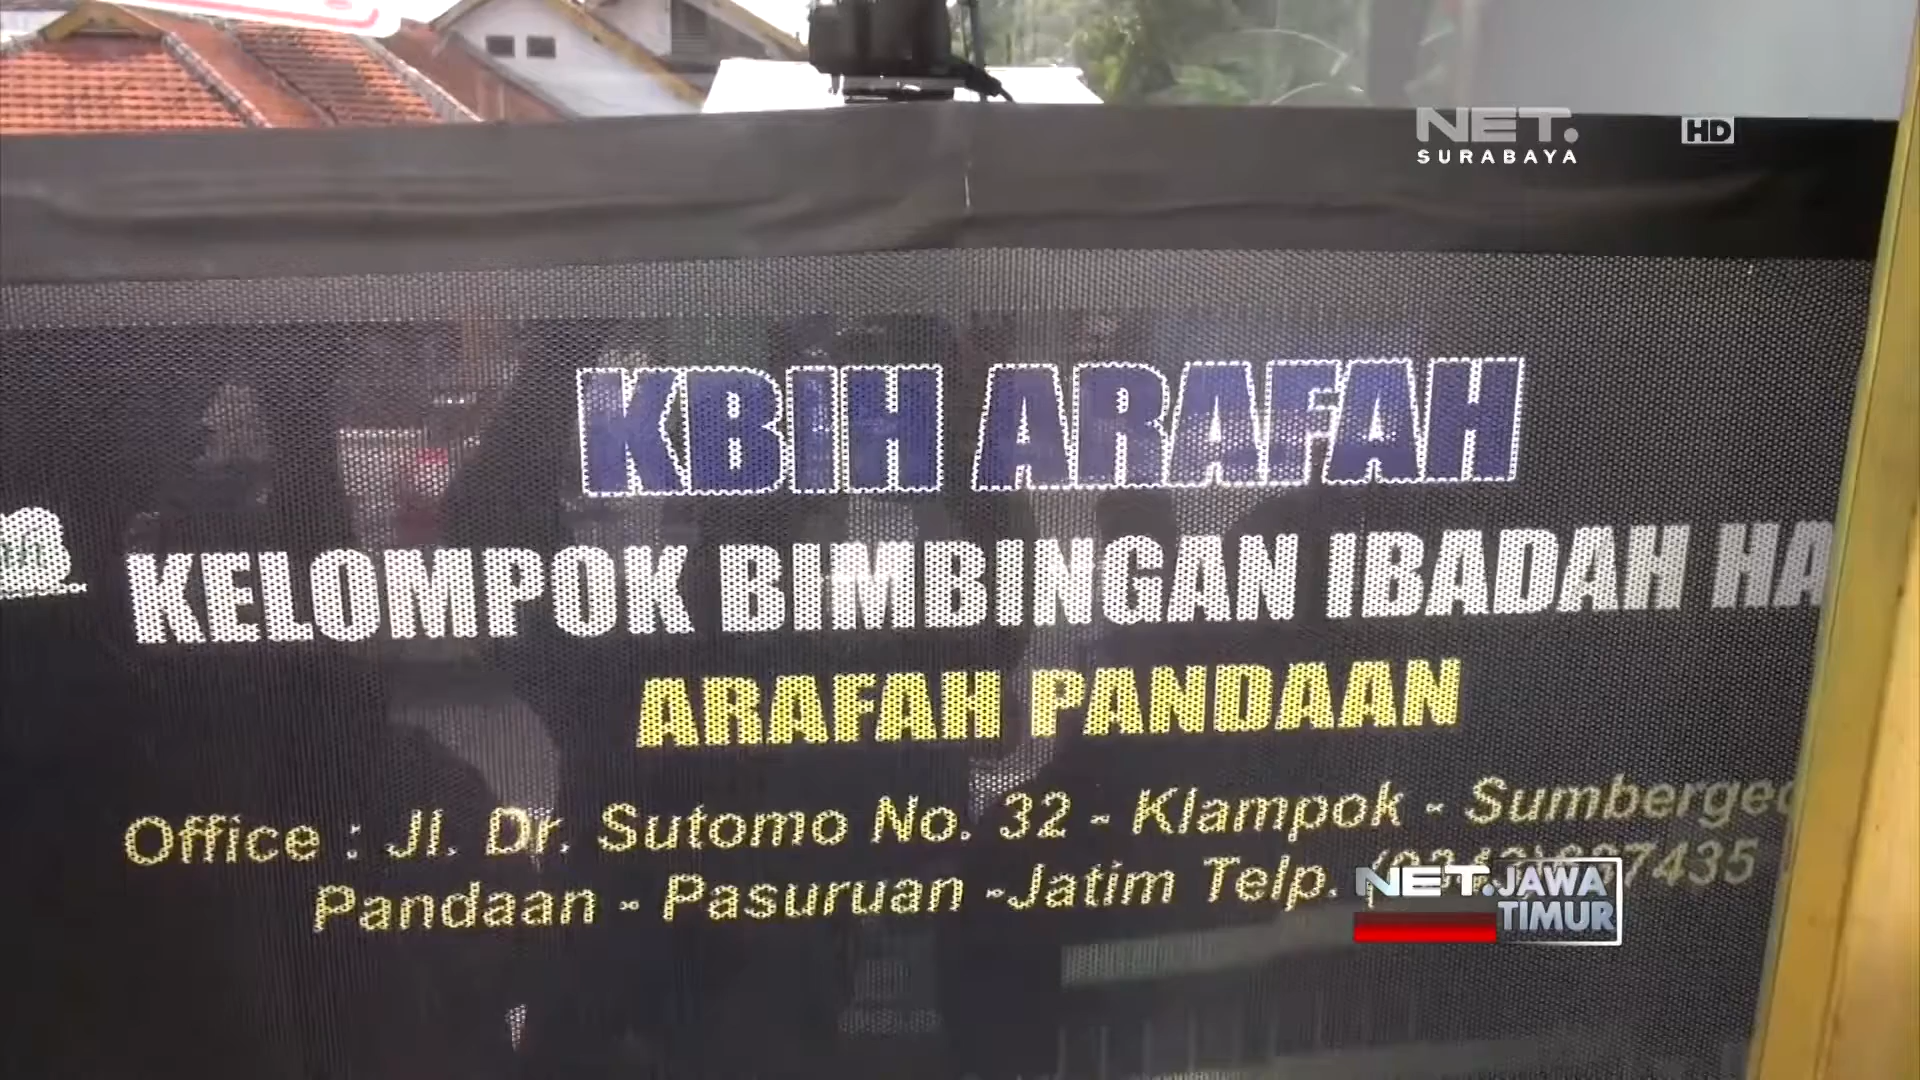 NET.
SURABAYA
HD
KBIH ARAFAH
KELOMPOK BIMBINGAN IBADAH HA
ARAFAH PANDAAN
Office : Jl. Dr. Sutomo No. 32 - Klampok - Sumberged
Pandaan - Pasuruan -Jatim Telp.
NET. JAWA
TIMUR